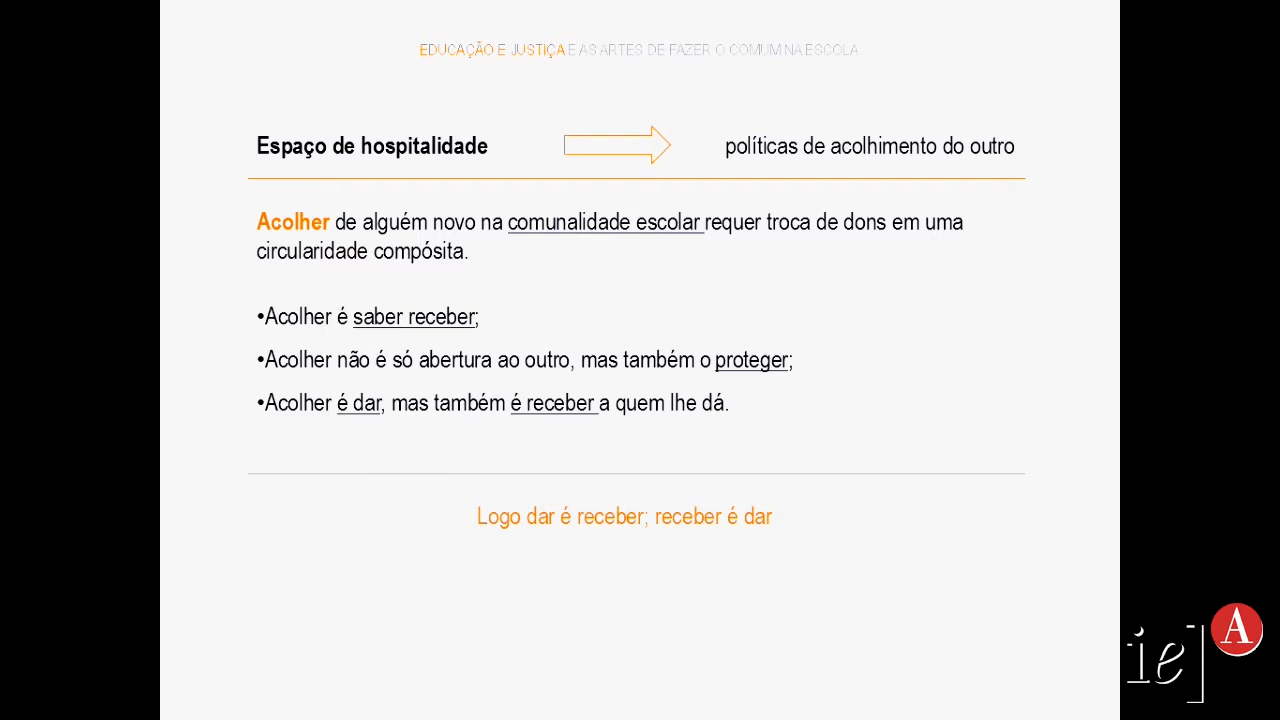 EDUCAÇÃO E JUSTIÇA E AS ARTES DE FAZER O COMUM NA ESCOLA
Espaço de hospitalidade políticas de acolhimento do outro
Acolher de alguém novo na comunalidade escolar requer troca de dons em uma
circularidade compósita.
•Acolher é saber receber;
•Acolher não é só abertura ao outro, mas também o proteger;
•Acolher é dar, mas também é receber a quem lhe dá.
Logo dar é receber; receber é dar
ie] A